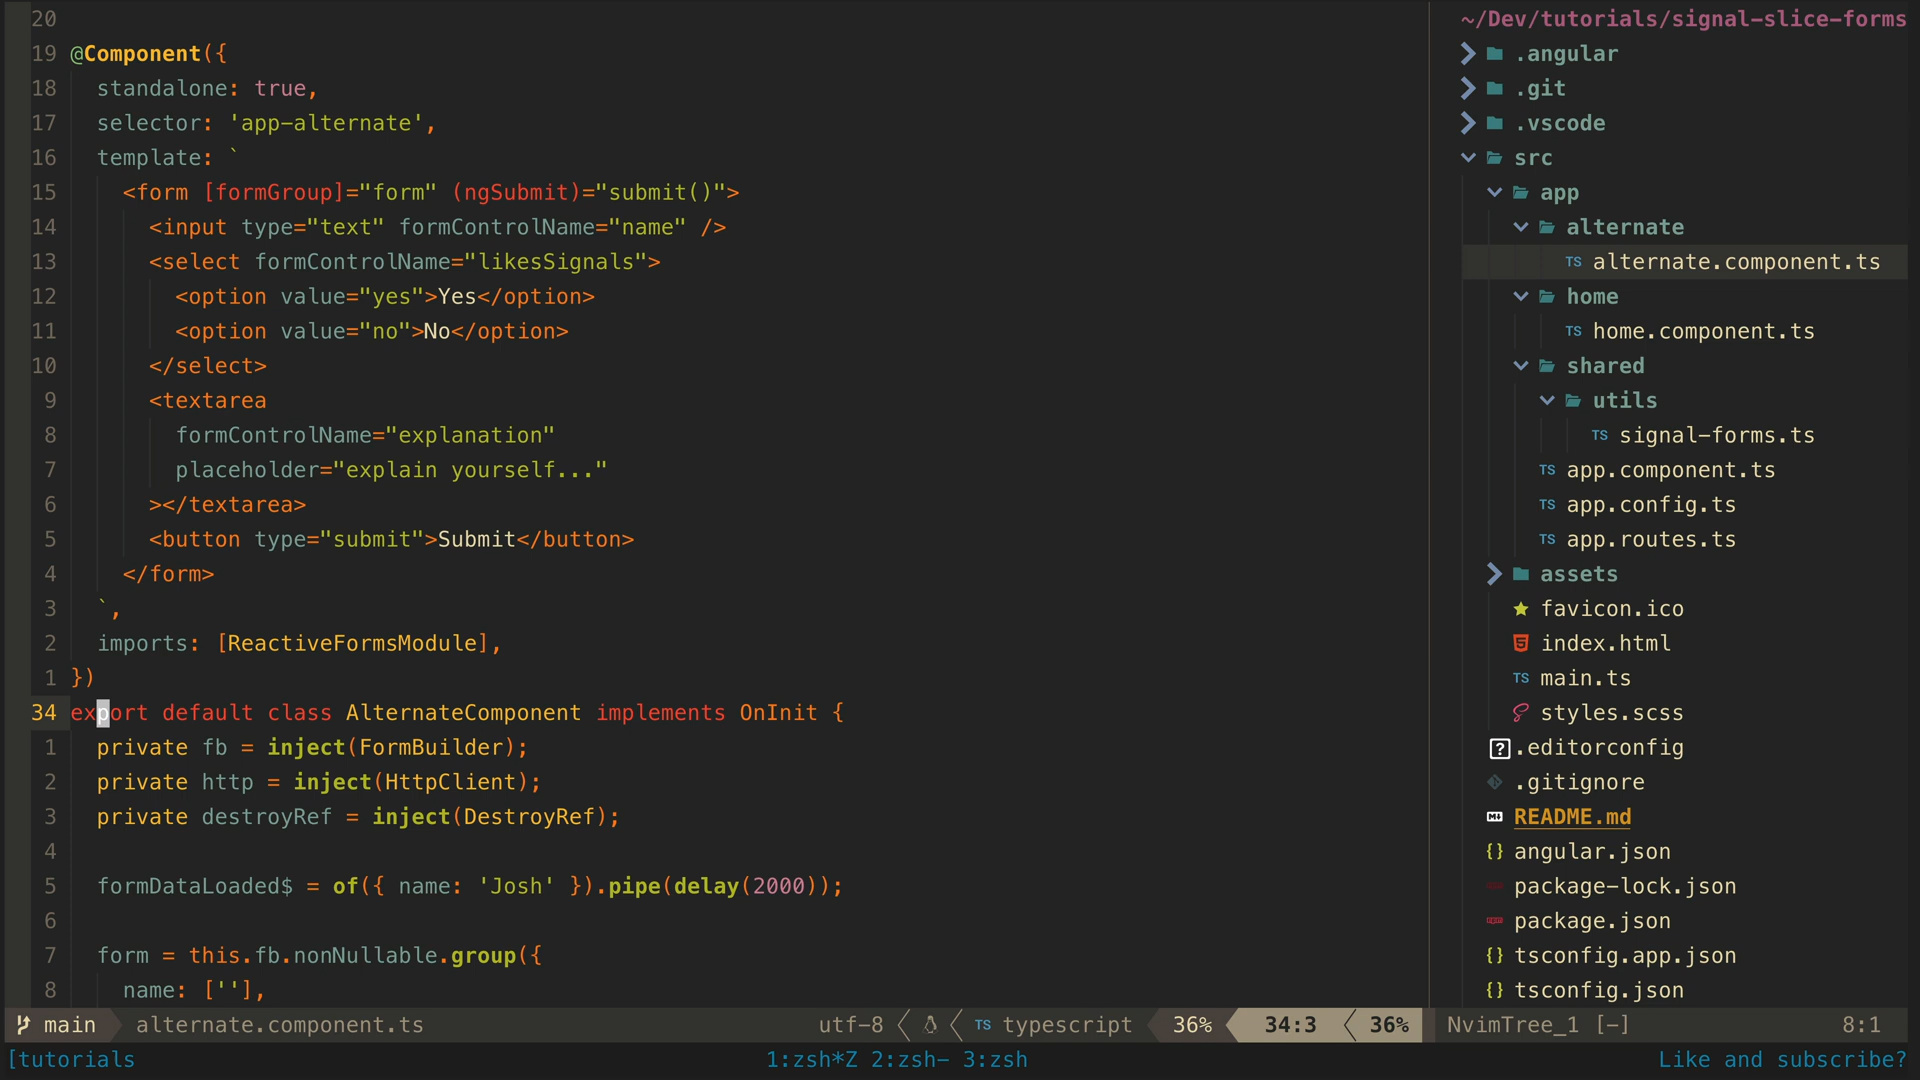 20
19 @Component({
18   standalone: true,
17   selector: 'app-alternate',
16   template: `
15     <form [formGroup]="form" (ngSubmit)="submit()">
14       <input type="text" formControlName="name" />
13       <select formControlName="likesSignals">
12         <option value="yes">Yes</option>
11         <option value="no">No</option>
10       </select>
9       <textarea
8         formControlName="explanation"
7         placeholder="explain yourself..."
6       ></textarea>
5       <button type="submit">Submit</button>
4     </form>
3   `,
2   imports: [ReactiveFormsModule],
1 })
34 export default class AlternateComponent implements OnInit {
1   private fb = inject(FormBuilder);
2   private http = inject(HttpClient);
3   private destroyRef = inject(DestroyRef);
4
5   formDataLoaded$ = of({ name: 'Josh' }).pipe(delay(2000));
6
7   form = this.fb.nonNullable.group({
8     name: [''],
main alternate.component.ts utf-8 TS typescript 36% 34:3 36%
~/Dev/tutorials/signal-slice-forms
.angular
.git
.vscode
src
app
alternate
TS alternate.component.ts
home
TS home.component.ts
shared
utils
TS signal-forms.ts
TS app.component.ts
TS app.config.ts
TS app.routes.ts
assets
favicon.ico
index.html
TS main.ts
styles.scss
.editorconfig
.gitignore
README.md
{} angular.json
package-lock.json
package.json
{} tsconfig.app.json
{} tsconfig.json
NvimTree_1 [-] 8:1
[tutorials 1:zsh*Z 2:zsh- 3:zsh Like and subscribe?